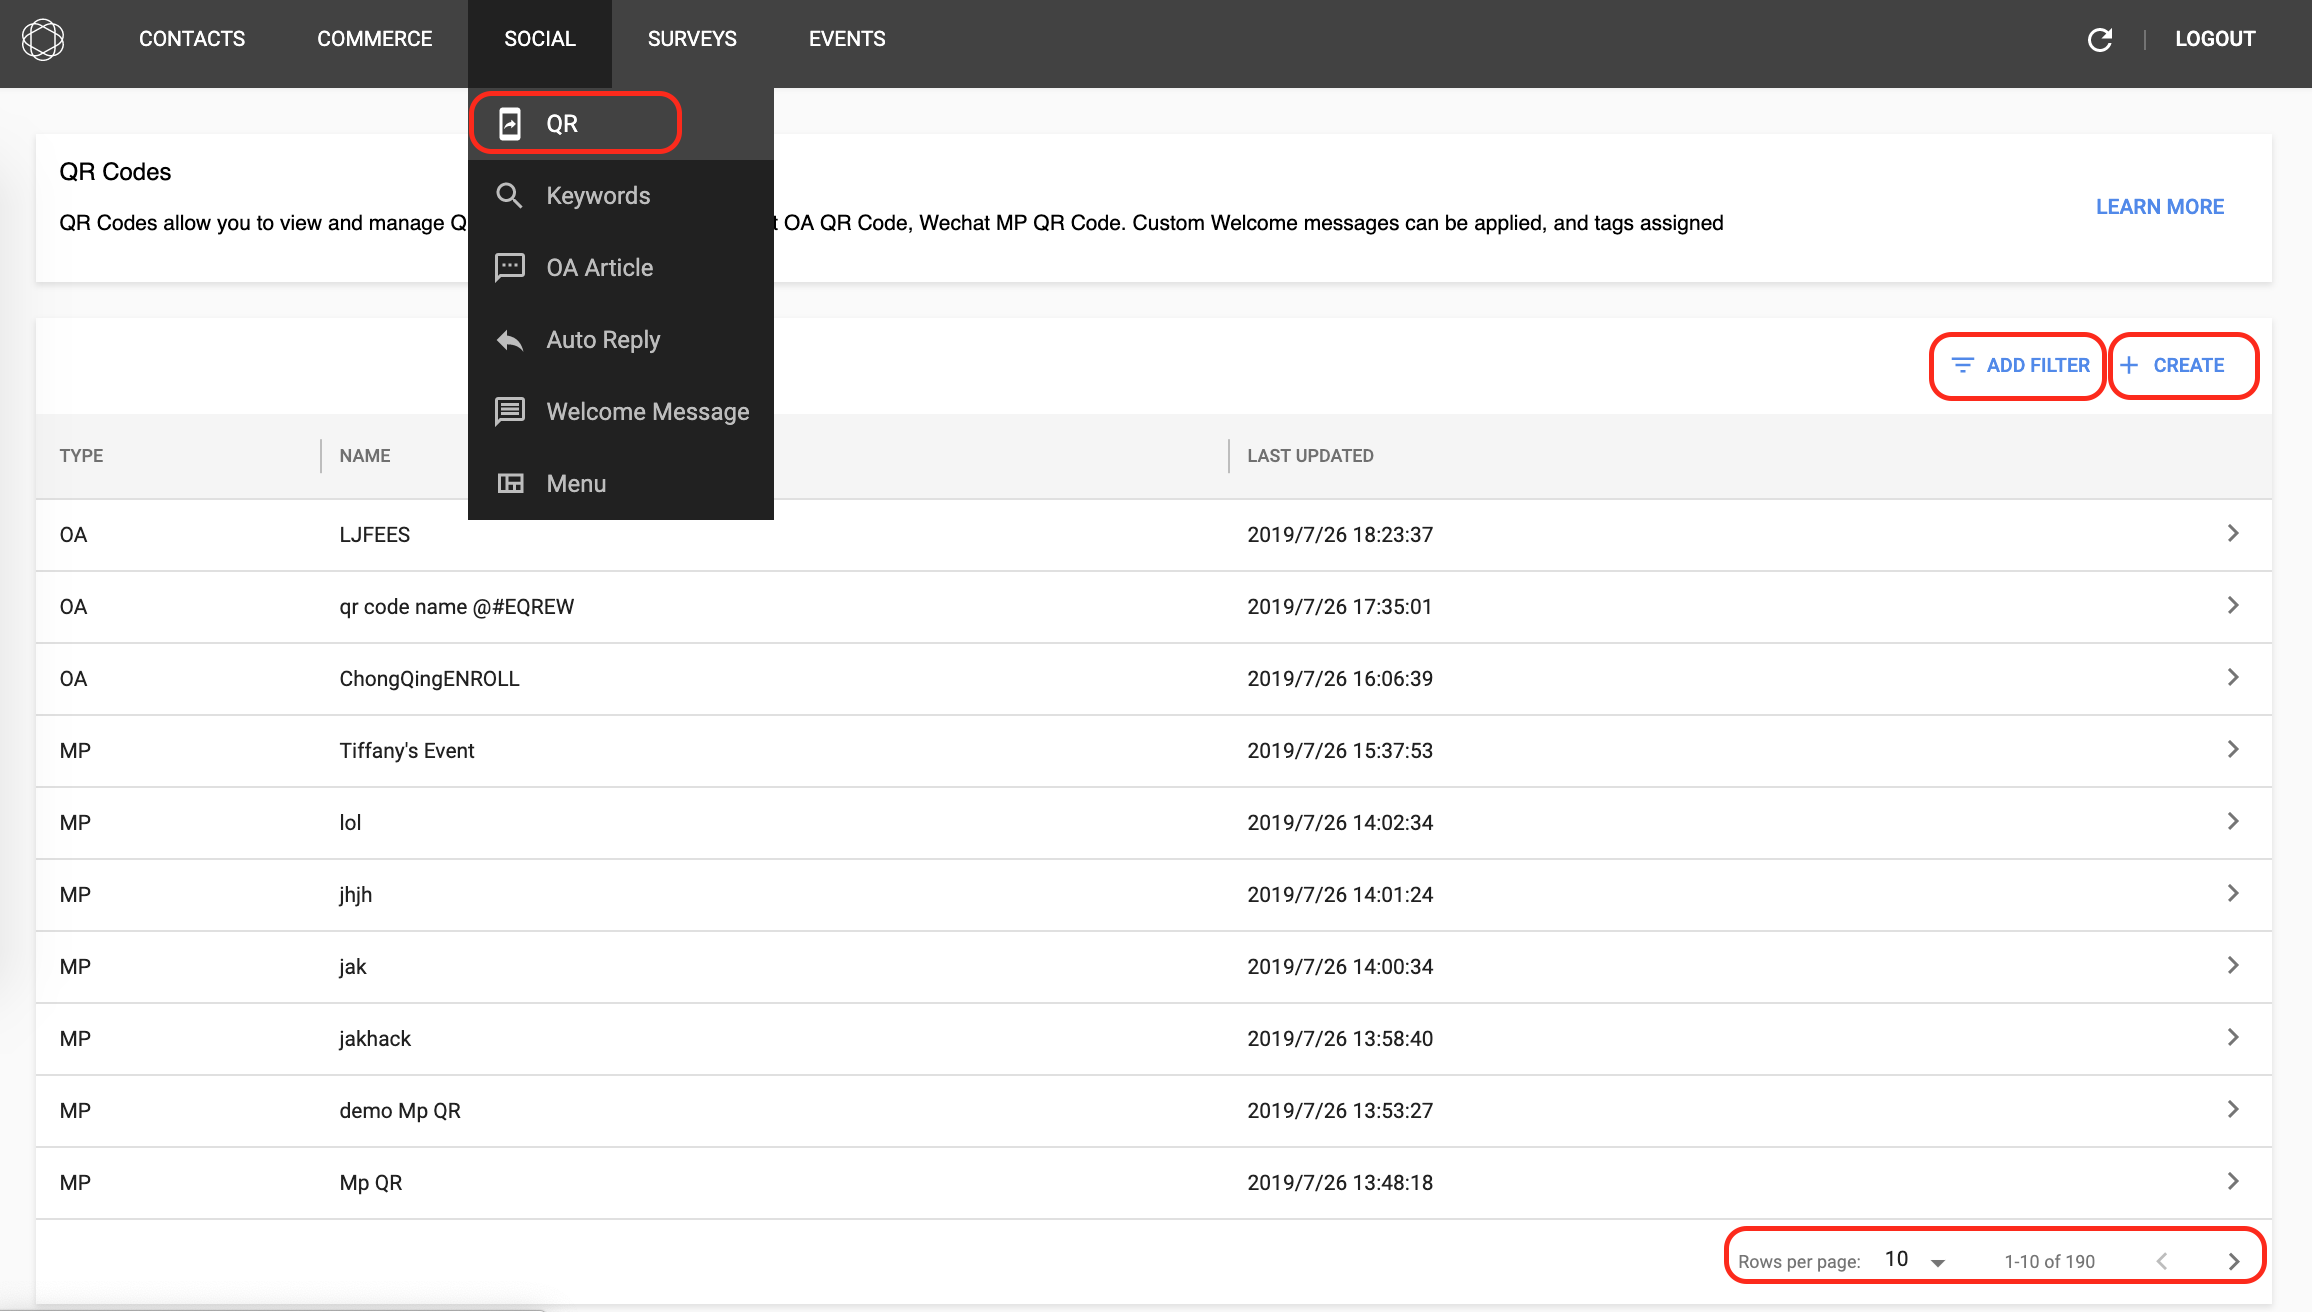 CONTACTS COMMERCE SOCIAL SURVEYS EVENTS LOGOUT
QR
Keywords
OA Article
Auto Reply
Welcome Message
Menu
QR Codes
QR Codes allow you to view and manage Q t OA QR Code, Wechat MP QR Code. Custom Welcome messages can be applied, and tags assigned
LEARN MORE
ADD FILTER CREATE
TYPE NAME LAST UPDATED
OA LJFEES 2019/7/26 18:23:37
OA qr code name @#EQREW 2019/7/26 17:35:01
OA ChongQingENROLL 2019/7/26 16:06:39
MP Tiffany's Event 2019/7/26 15:37:53
MP lol 2019/7/26 14:02:34
MP jhjh 2019/7/26 14:01:24
MP jak 2019/7/26 14:00:34
MP jakhack 2019/7/26 13:58:40
MP demo Mp QR 2019/7/26 13:53:27
MP Mp QR 2019/7/26 13:48:18
Rows per page: 10 1-10 of 190